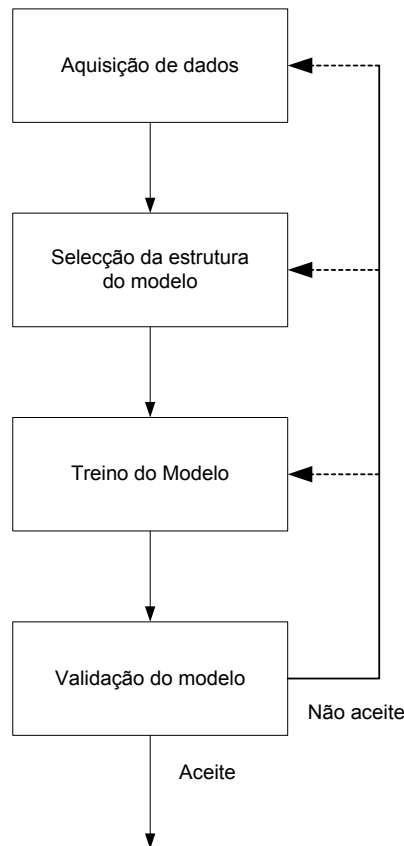 Aquisição de dados
Selecção da estrutura
do modelo
Treino do Modelo
Validação do modelo
Não aceite
Aceite